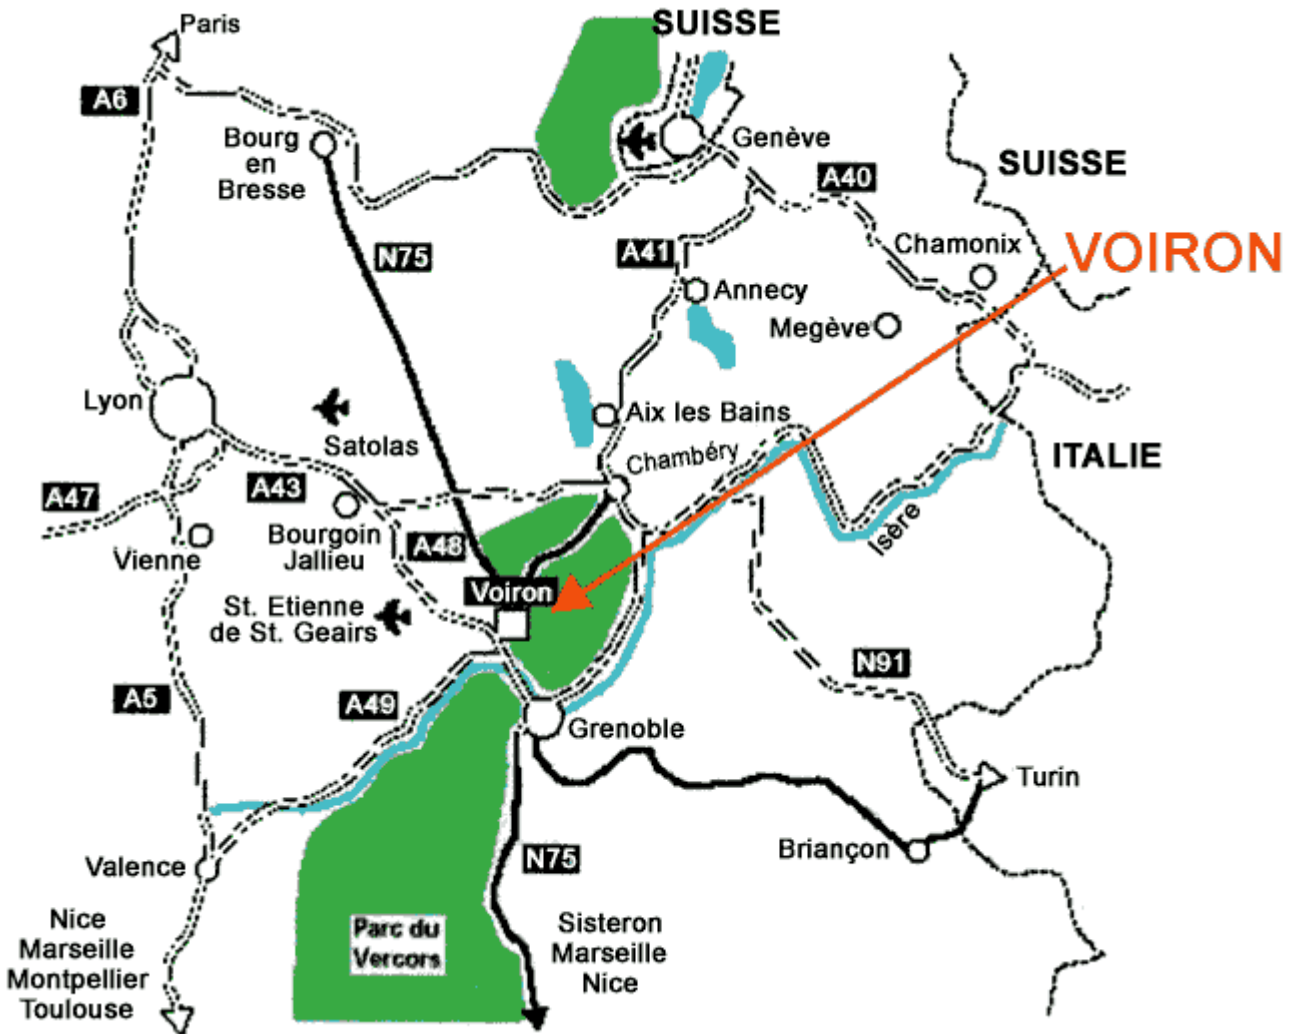 Paris
SUISSE
A6
Bourg
en
Bresse
Genève
SUISSE
A40
N75
A41
Chamonix
VOIRON
Annecy
Megève
Lyon
Aix les Bains
Satolas
Chambéry
ITALIE
A47
A43
Bourgoin
Jallieu
A48
Isère
Vienne
Voiron
St. Etienne
de St. Geairs
N91
A5
A49
Grenoble
Turin
Briançon
Valence
N75
Nice
Marseille
Montpellier
Toulouse
Parc du
Vercors
Sisteron
Marseille
Nice